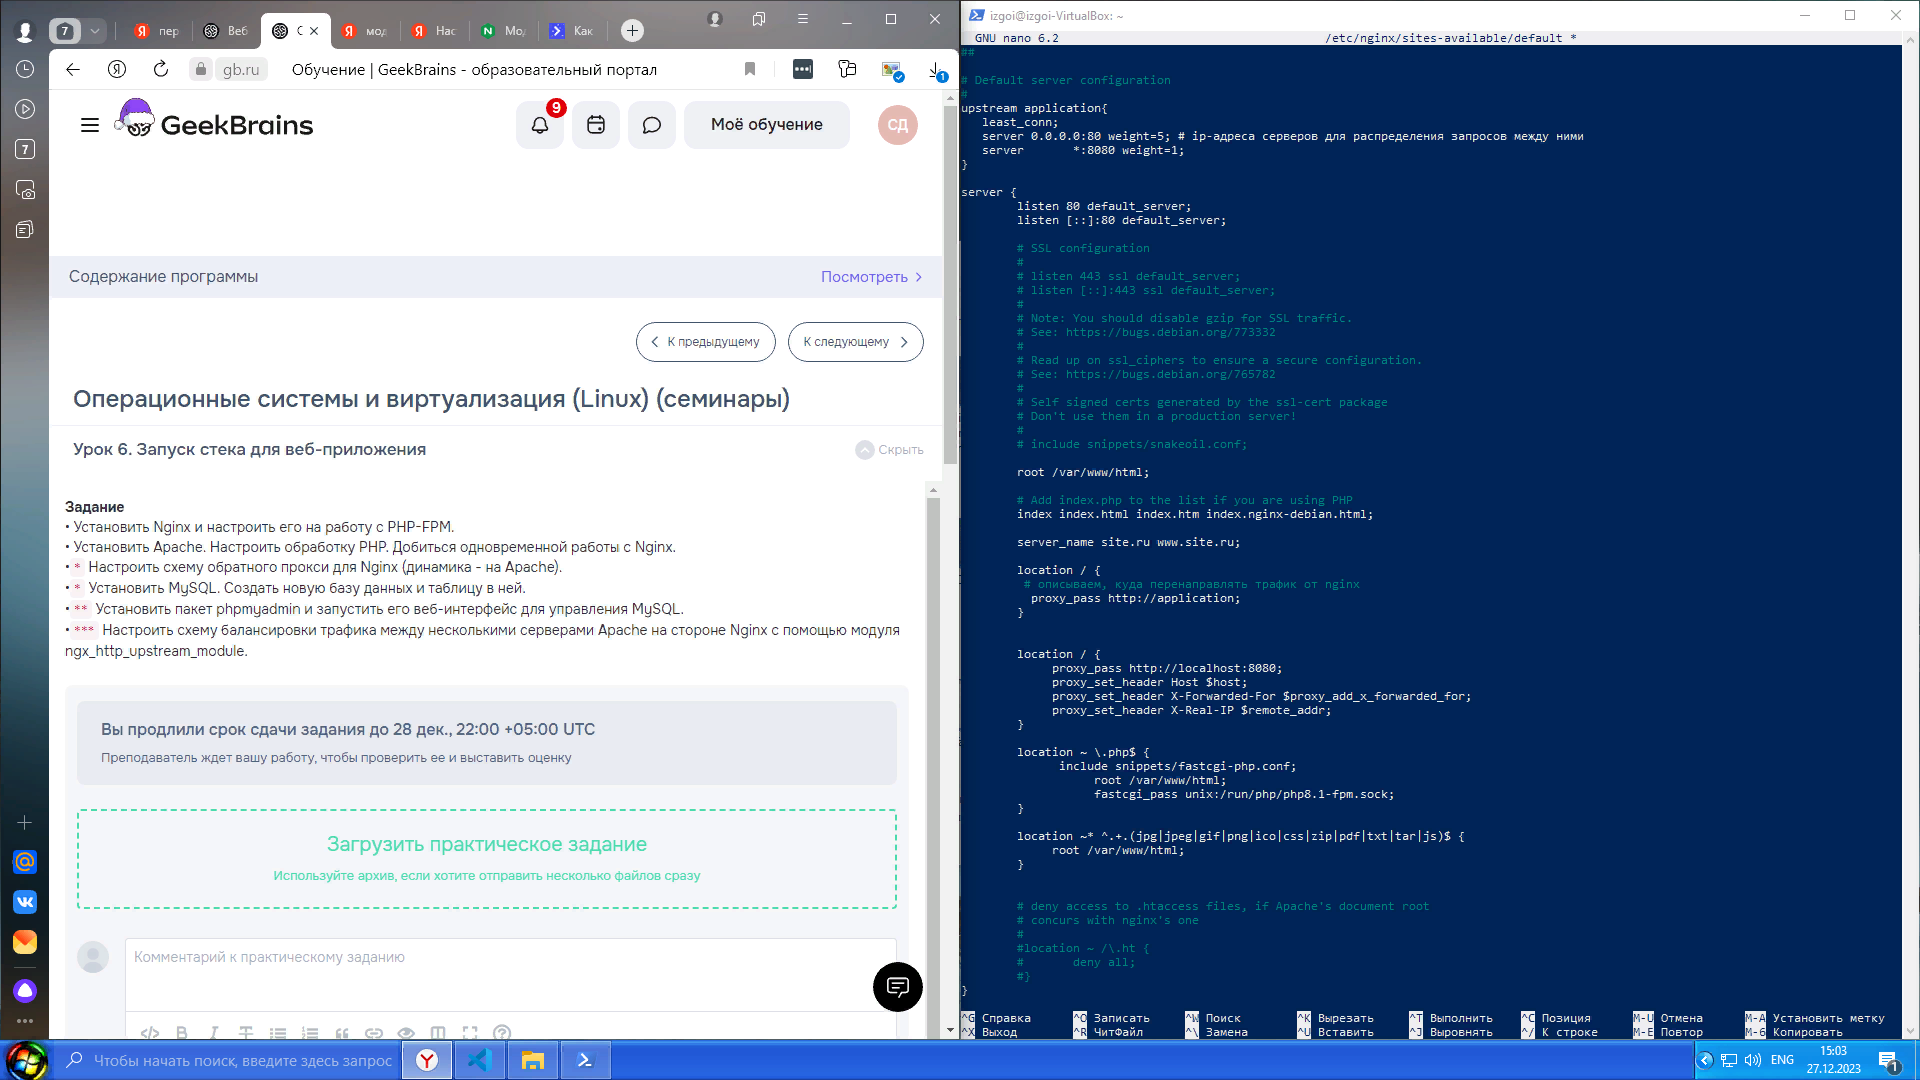 7
пер
Веб
С
мод
Нас
Мод
Как
gb.ru
Обучение | GeekBrains - образовательный портал
1
7
GeekBrains
9
Моё обучение
СД
Содержание программы
Посмотреть
К предыдущему
К следующему
Операционные системы и виртуализация (Linux) (семинары)
Урок 6. Запуск стека для веб-приложения
Скрыть
Задание
• Установить Nginx и настроить его на работу с PHP-FPM.
• Установить Apache. Настроить обработку PHP. Добиться одновременной работы с Nginx.
• * Настроить схему обратного прокси для Nginx (динамика - на Apache).
• * Установить MySQL. Создать новую базу данных и таблицу в ней.
• ** Установить пакет phpmyadmin и запустить его веб-интерфейс для управления MySQL.
• *** Настроить схему балансировки трафика между несколькими серверами Apache на стороне Nginx с помощью модуля
ngx_http_upstream_module.
Вы продлили срок сдачи задания до 28 дек., 22:00 +05:00 UTC
Преподаватель ждет вашу работу, чтобы проверить ее и выставить оценку
Загрузить практическое задание
Используйте архив, если хотите отправить несколько файлов сразу
Комментарий к практическому заданию
izgoi@izgoi-VirtualBox: ~
GNU nano 6.2 /etc/nginx/sites-available/default *
##
# Default server configuration
#
upstream application{
least_conn;
server 0.0.0.0:80 weight=5; # ip-адреса серверов для распределения запросов между ними
server *:8080 weight=1;
}
server {
listen 80 default_server;
listen [::]:80 default_server;
# SSL configuration
#
# listen 443 ssl default_server;
# listen [::]:443 ssl default_server;
#
# Note: You should disable gzip for SSL traffic.
# See: https://bugs.debian.org/773332
#
# Read up on ssl_ciphers to ensure a secure configuration.
# See: https://bugs.debian.org/765782
#
# Self signed certs generated by the ssl-cert package
# Don't use them in a production server!
#
# include snippets/snakeoil.conf;
root /var/www/html;
# Add index.php to the list if you are using PHP
index index.html index.htm index.nginx-debian.html;
server_name site.ru www.site.ru;
location / {
# описываем, куда перенаправлять трафик от nginx
proxy_pass http://application;
}
location / {
proxy_pass http://localhost:8080;
proxy_set_header Host $host;
proxy_set_header X-Forwarded-For $proxy_add_x_forwarded_for;
proxy_set_header X-Real-IP $remote_addr;
}
location ~ \.php$ {
include snippets/fastcgi-php.conf;
root /var/www/html;
fastcgi_pass unix:/run/php/php8.1-fpm.sock;
}
location ~* ^.+.(jpg|jpeg|gif|png|ico|css|zip|pdf|txt|tar|js)$ {
root /var/www/html;
}
# deny access to .htaccess files, if Apache's document root
# concurs with nginx's one
#
#location ~ /\.ht {
# deny all;
#}
}
^G Справка ^O Записать ^W Поиск ^K Вырезать ^T Выполнить ^C Позиция M-U Отмена M-A Установить метку
^X Выход ^R ЧитФайл ^\ Замена ^U Вставить ^J Выровнять ^/ К строке M-E Повтор M-6 Копировать
Чтобы начать поиск, введите здесь запрос
ENG
15:03
27.12.2023
1